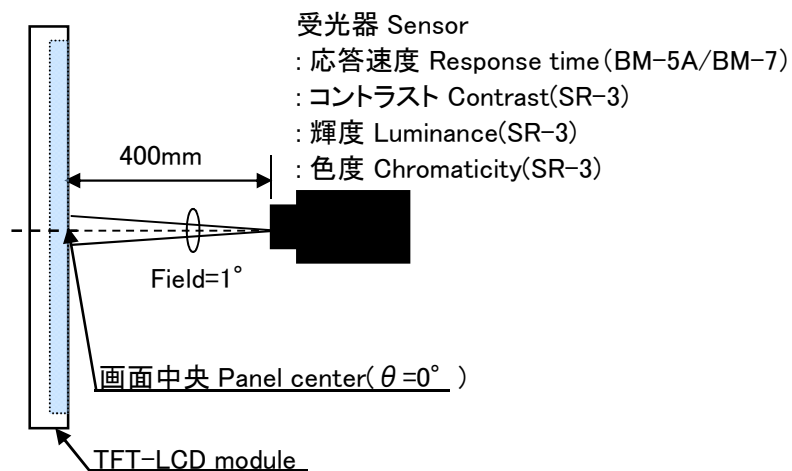 受光器 Sensor
: 応答速度 Response time(BM-5A/BM-7)
: コントラスト Contrast(SR-3)
: 輝度 Luminance(SR-3)
: 色度 Chromaticity(SR-3)
400mm
Field=1°
画面中央 Panel center(θ=0° )
TFT-LCD module